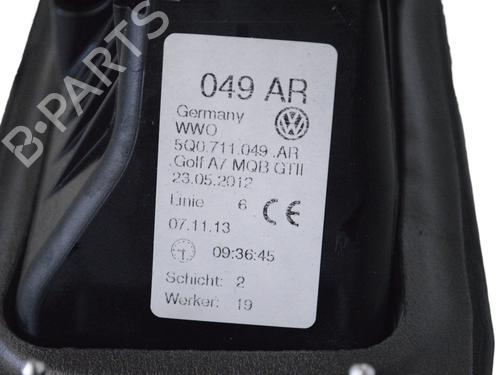 049 AR
Germany
WWO
5Q0.711.049 .AR
.Golf A7 MQB GTII
23.05.2012
Linie 6 CE
07.11.13
09:36:45
Schicht: 2
Werker: 19
B-PARTS